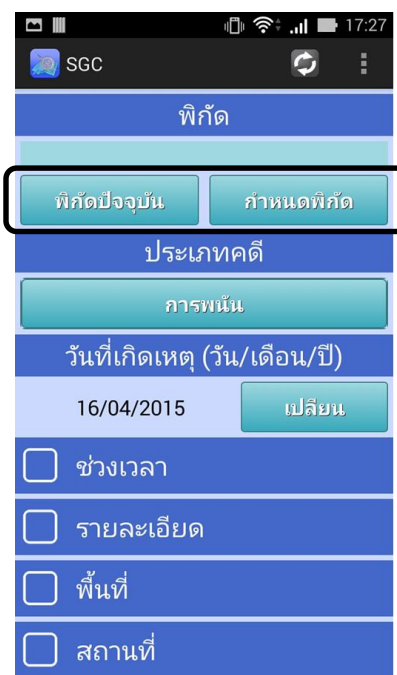 17:27
SGC
พิกัด
พิกัดปัจจุบัน กำหนดพิกัด
ประเภทคดี
การพนัน
วันที่เกิดเหตุ (วัน/เดือน/ปี)
16/04/2015 เปลี่ยน
ช่วงเวลา
รายละเอียด
พื้นที่
สถานที่